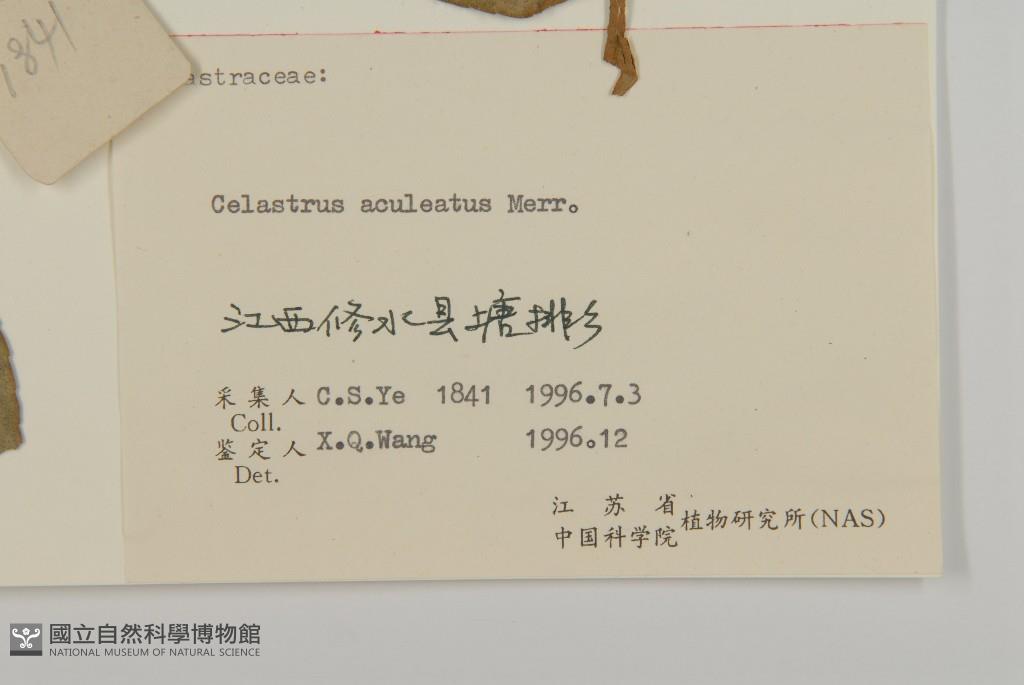 1841
astraceae:
Celastrus aculeatus Merr.
江西修水县塘排乡
采集人 C.S.Ye 1841 1996.7.3
Coll.
鉴定人 X.Q.Wang 1996.12
Det.
江苏省
中国科学院 植物研究所(NAS)
國立自然科學博物館
NATIONAL MUSEUM OF NATURAL SCIENCE